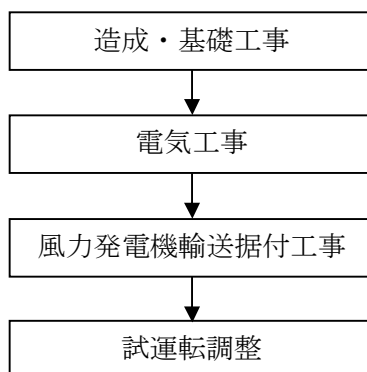 造成・基礎工事
電気工事
風力発電機輸送据付工事
試運転調整